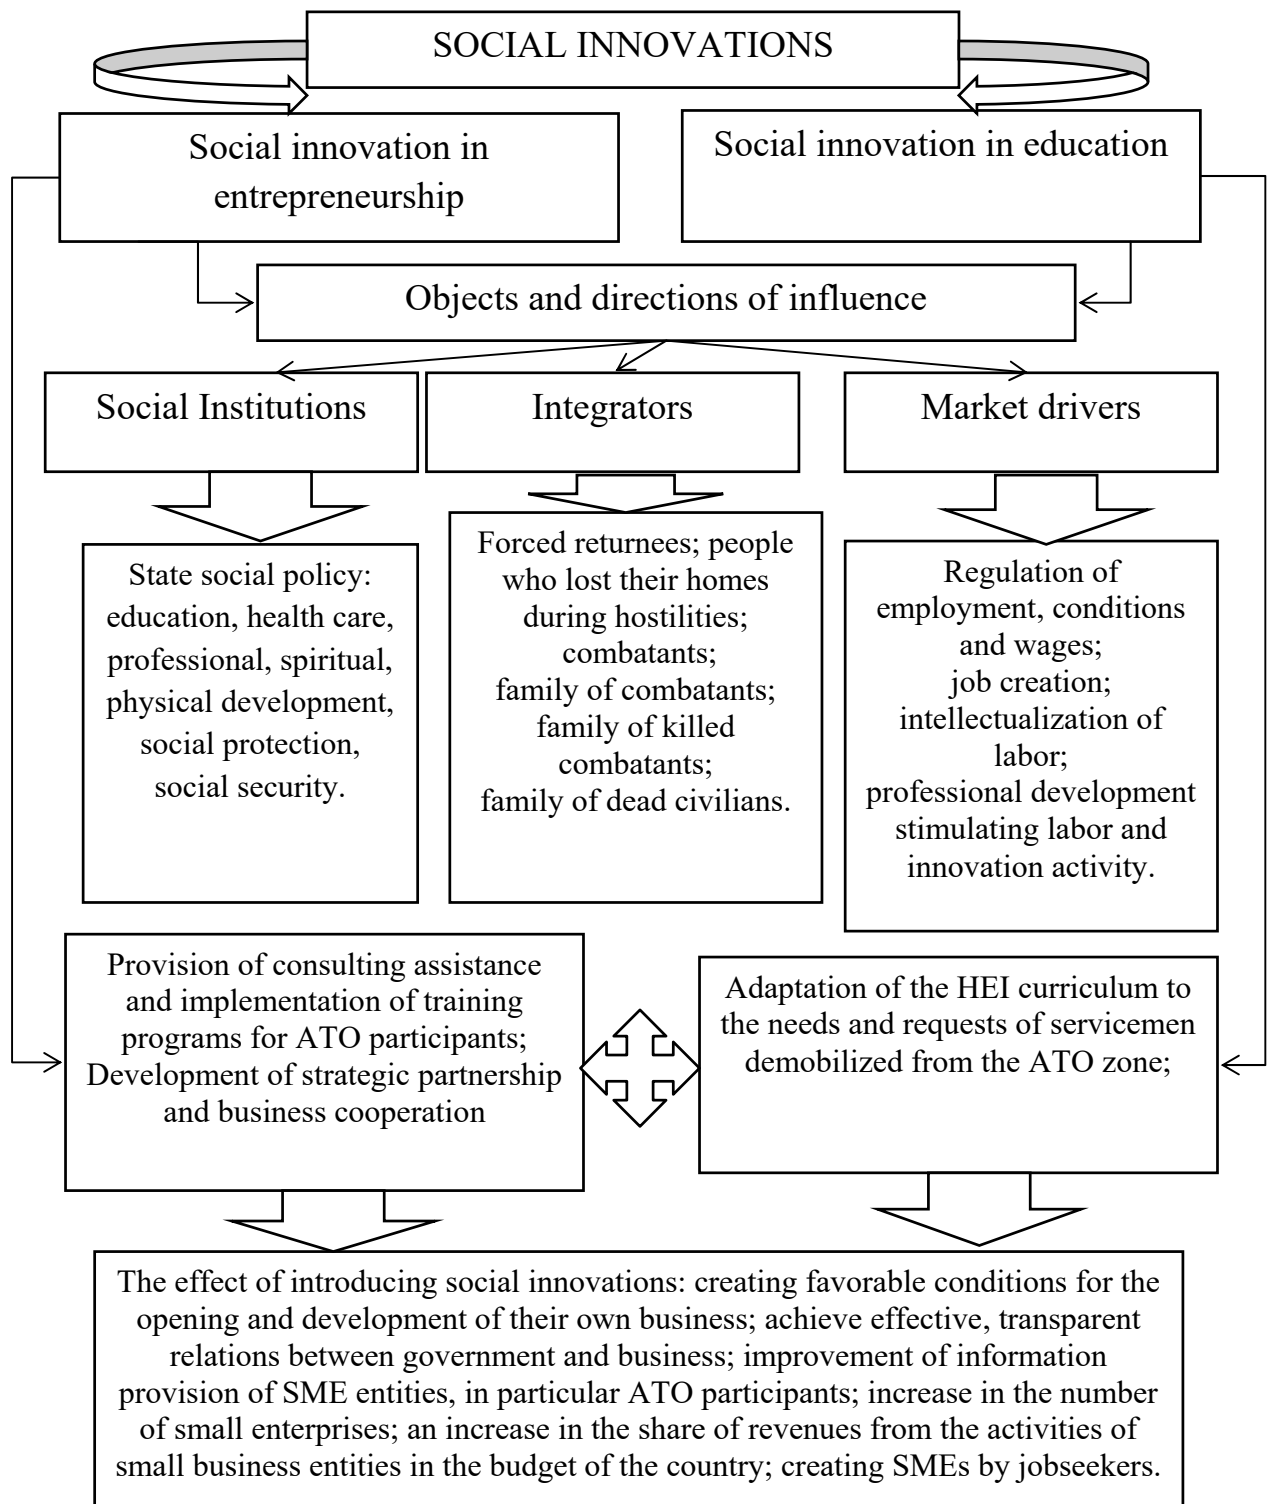 SOCIAL INNOVATIONS
Social innovation in
entrepreneurship
Social innovation in education
Objects and directions of influence
Social Institutions
Integrators
Market drivers
State social policy:
education, health care,
professional, spiritual,
physical development,
social protection,
social security.
Forced returnees; people
who lost their homes
during hostilities;
combatants;
family of combatants;
family of killed
combatants;
family of dead civilians.
Regulation of
employment, conditions
and wages;
job creation;
intellectualization of
labor;
professional development
stimulating labor and
innovation activity.
Provision of consulting assistance
and implementation of training
programs for ATO participants;
Development of strategic partnership
and business cooperation
Adaptation of the HEI curriculum to
the needs and requests of servicemen
demobilized from the ATO zone;
The effect of introducing social innovations: creating favorable conditions for the
opening and development of their own business; achieve effective, transparent
relations between government and business; improvement of information
provision of SME entities, in particular ATO participants; increase in the number
of small enterprises; an increase in the share of revenues from the activities of
small business entities in the budget of the country; creating SMEs by jobseekers.